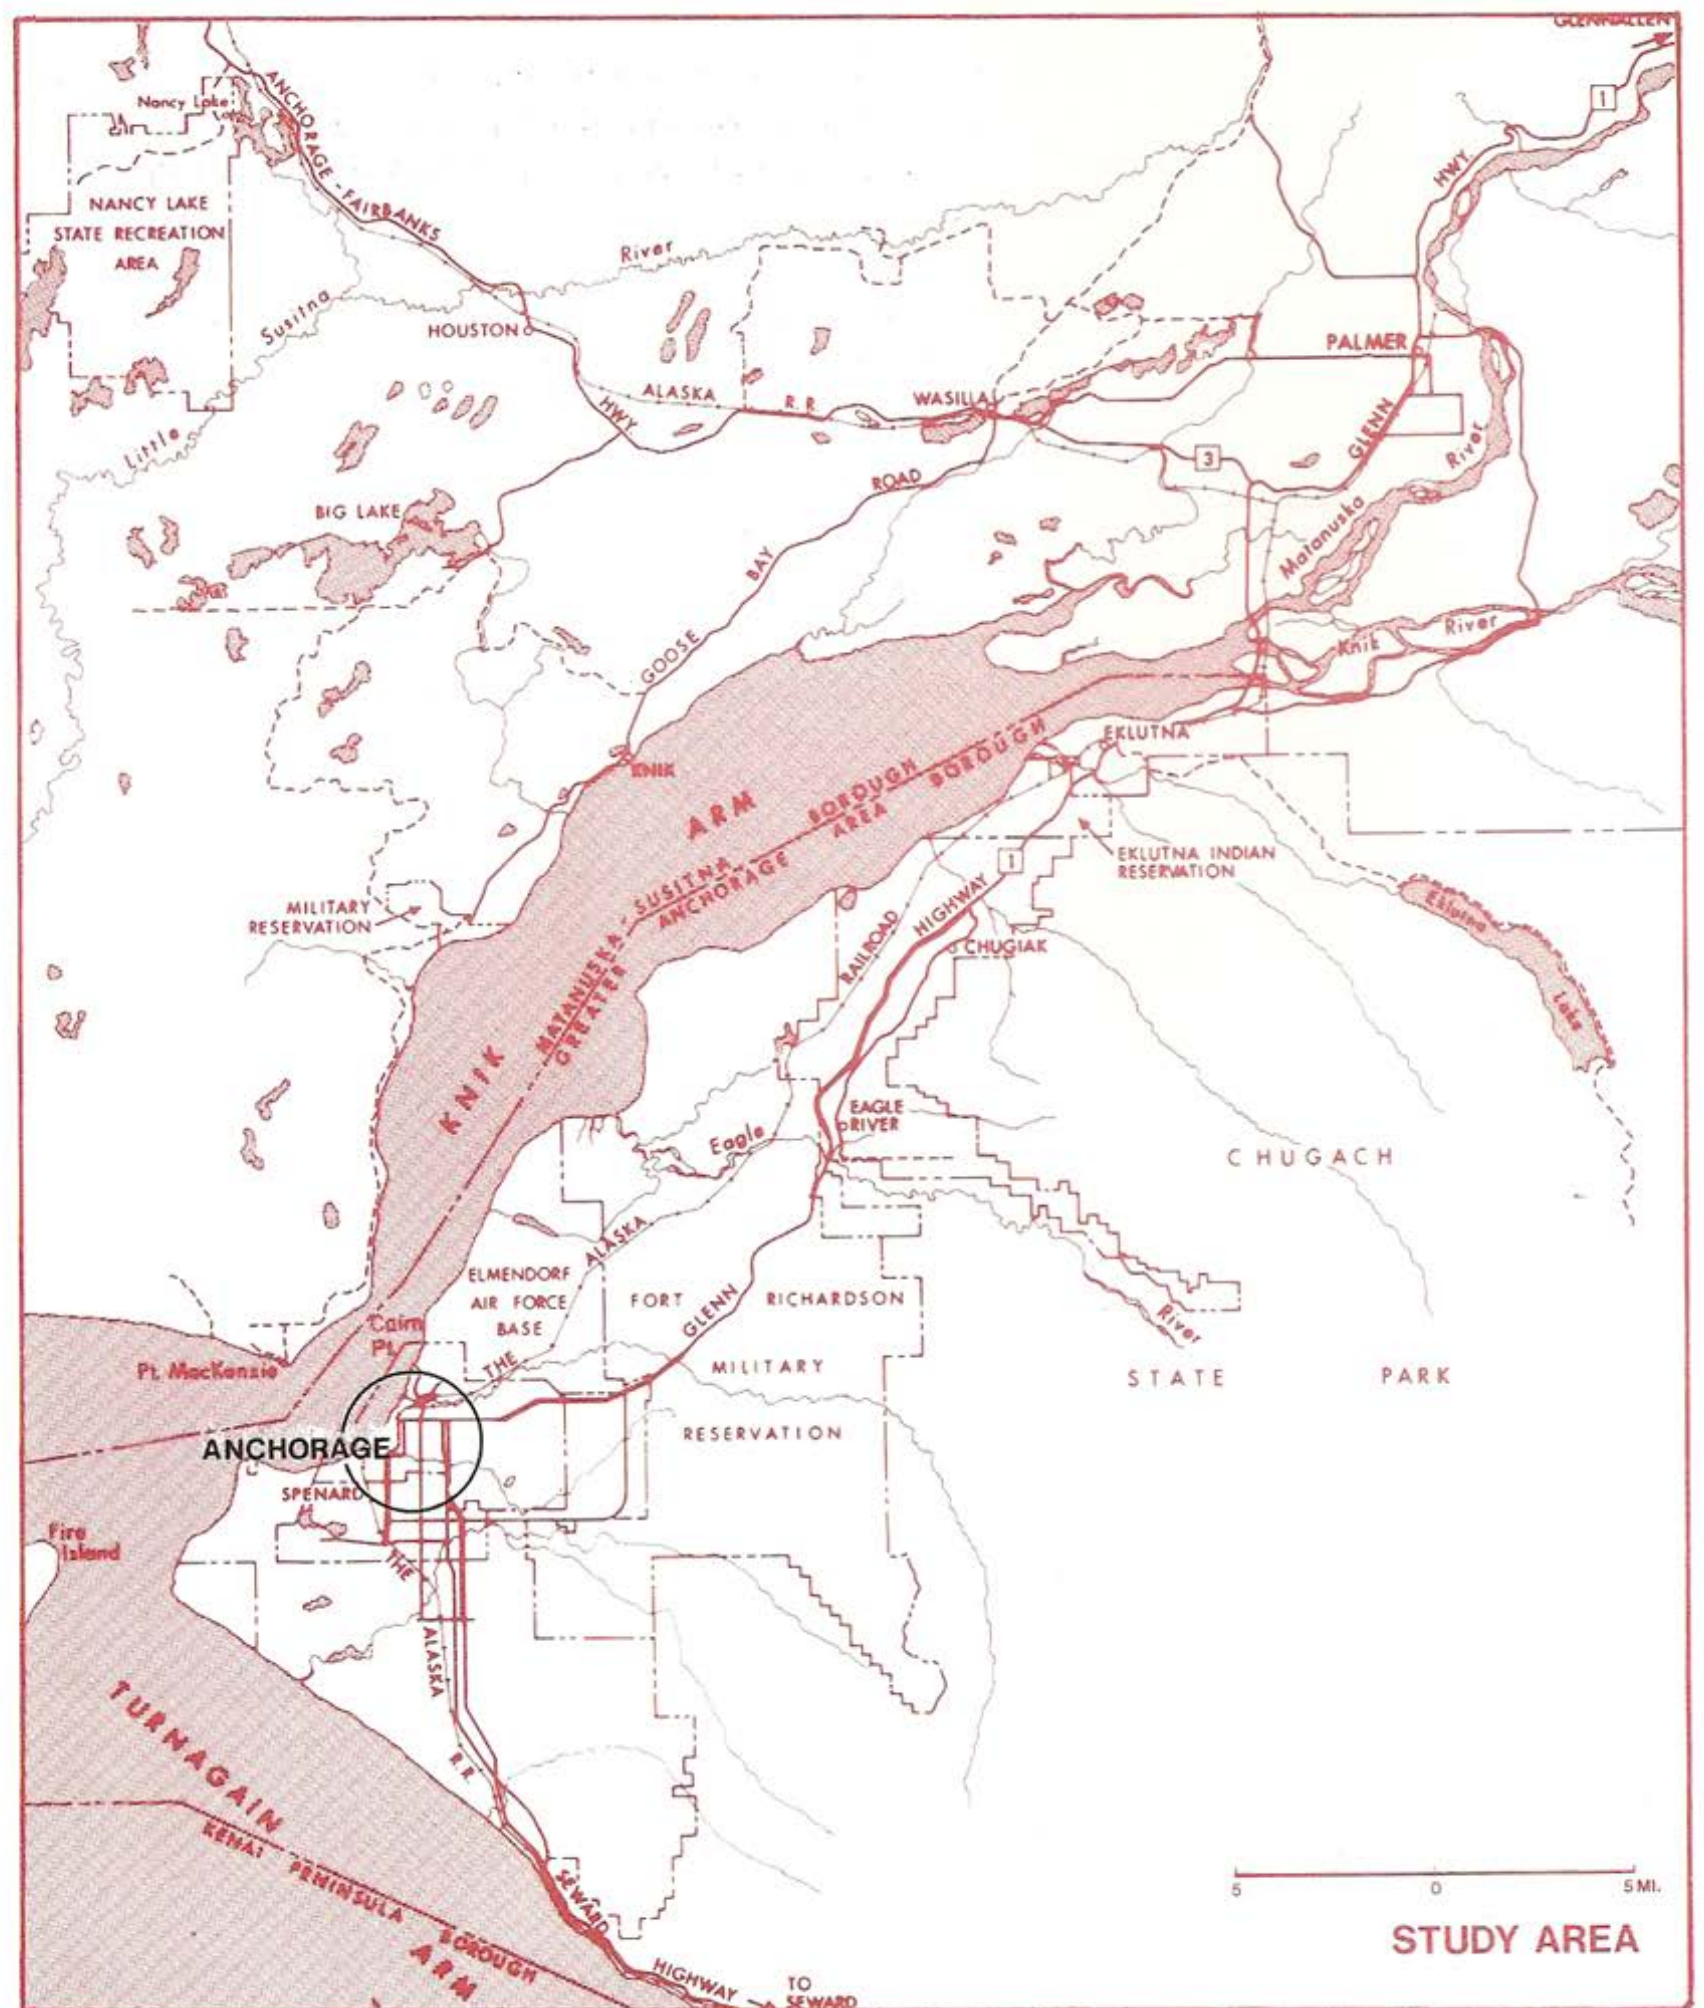 GLENNALLEN
1
Nancy Lake
ANCHORAGE - FAIRBANKS
HWY.
NANCY LAKE
STATE RECREATION
AREA
River
Susitna
Little
HOUSTON
HWY.
ALASKA
R. R.
WASILLA
PALMER
GLENN
3
River
Matanuska
BIG LAKE
ROAD
BAY
GOOSE
Knik
River
KNIK
EKLUTNA
ARM
KNIK
MATANUSKA - SUSITNA BOROUGH
GREATER ANCHORAGE AREA BOROUGH
1
EKLUTNA INDIAN
RESERVATION
Eklutna
Lake
MILITARY
RESERVATION
HIGHWAY
RAILROAD
CHUGIAK
EAGLE
RIVER
Eagle
River
CHUGACH
STATE PARK
ALASKA
THE
GLENN
ELMENDORF
AIR FORCE
BASE
FORT RICHARDSON
MILITARY
RESERVATION
Cairn
Pt.
Pt. MacKenzie
ANCHORAGE
SPENARD
Fire
Island
THE
ALASKA
R. R.
TURNAGAIN
ARM
KENAI PENINSULA BOROUGH
SEWARD
HIGHWAY
TO
SEWARD
5 0 5 MI.
STUDY AREA